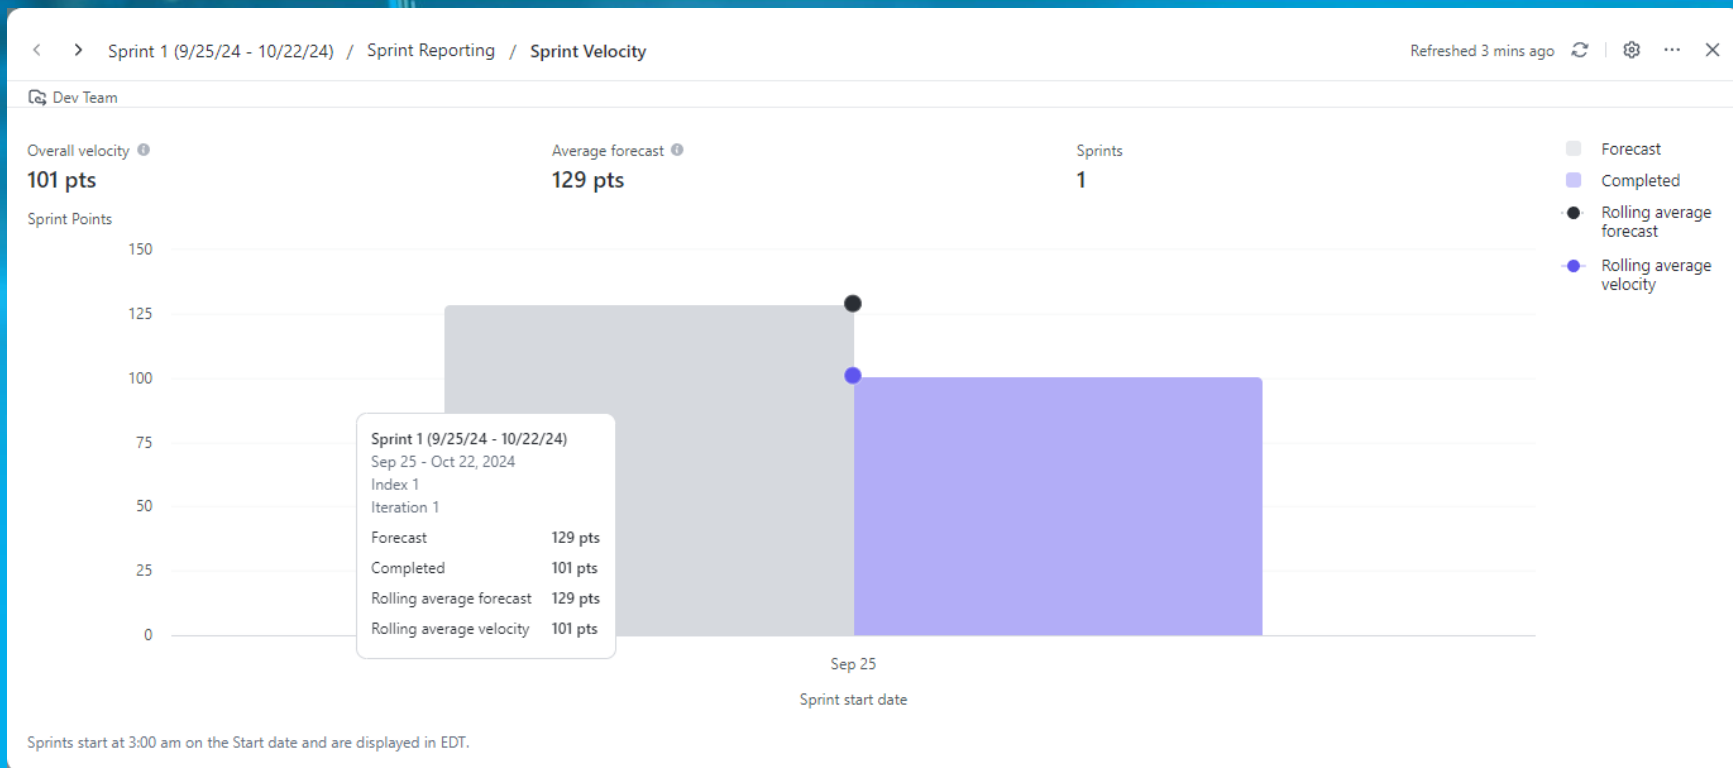 Sprint 1 (9/25/24 - 10/22/24) / Sprint Reporting / Sprint Velocity
Refreshed 3 mins ago
Dev Team
Overall velocity
101 pts
Average forecast
129 pts
Sprints
1
Forecast
Completed
Rolling average
forecast
Rolling average
velocity
Sprint Points
150
125
100
75
50
25
0
Sprint 1 (9/25/24 - 10/22/24)
Sep 25 - Oct 22, 2024
Index 1
Iteration 1
Forecast 129 pts
Completed 101 pts
Rolling average forecast 129 pts
Rolling average velocity 101 pts
Sep 25
Sprint start date
Sprints start at 3:00 am on the Start date and are displayed in EDT.